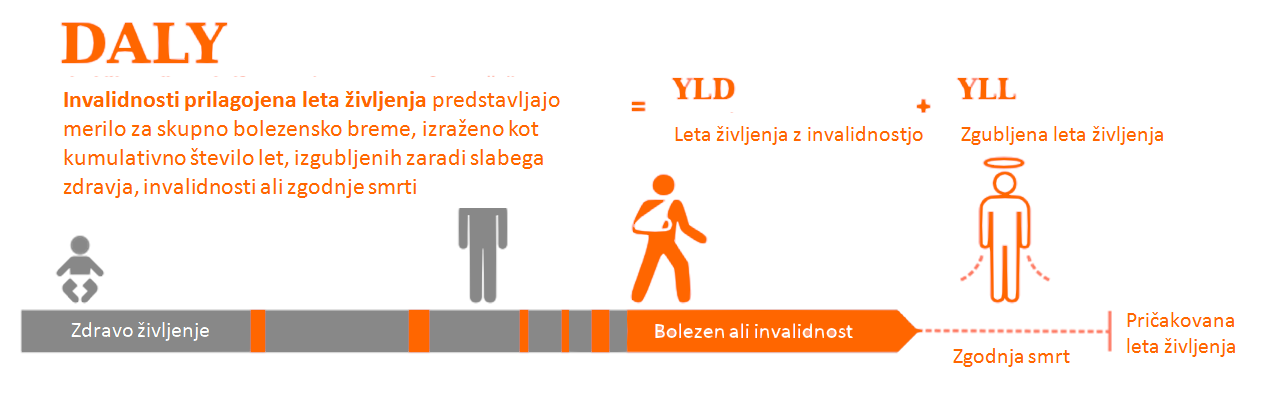 DALY
Invalidnosti prilagojena leta življenja predstavljajo
merilo za skupno bolezensko breme, izraženo kot
kumulativno število let, izgubljenih zaradi slabega
zdravja, invalidnosti ali zgodnje smrti
=
YLD
Leta življenja z invalidnostjo
+
YLL
Zgubljena leta življenja
Zdravo življenje
Bolezen ali invalidnost
Zgodnja smrt
Pričakovana
leta življenja